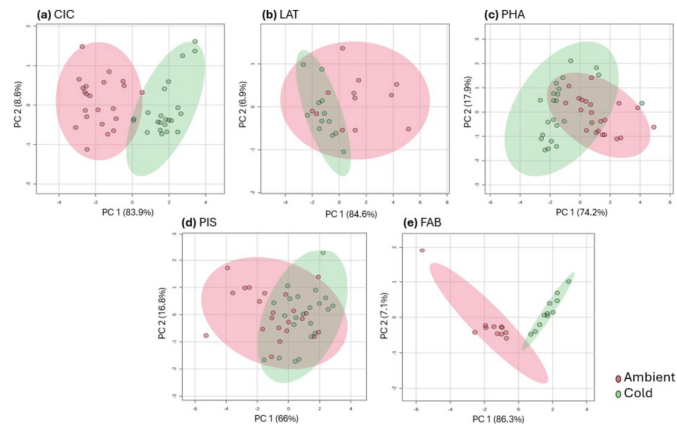 (a) CIC
(b) LAT
(c) PHA
PC 2 (8.6%)
PC 2 (6.9%)
PC 2 (17.9%)
PC 1 (83.9%)
PC 1 (84.6%)
PC 1 (74.2%)
(d) PIS
(e) FAB
PC 2 (16.8%)
PC 2 (7.1%)
PC 1 (66%)
PC 1 (86.3%)
Ambient
Cold